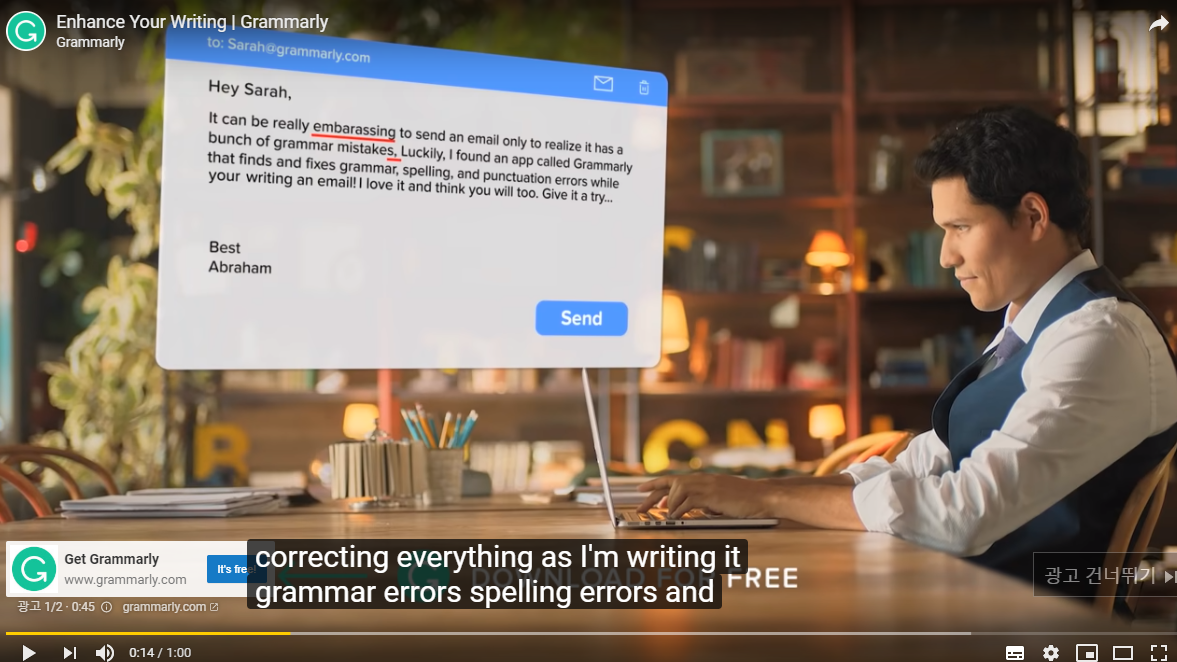 Enhance Your Writing | Grammarly
Grammarly
to: Sarah@grammarly.com
Hey Sarah,
It can be really embarassing to send an email only to realize it has a
bunch of grammar mistakes, Luckily, I found an app called Grammarly
that finds and fixes grammar, spelling, and punctuation errors while
your writing an email! I love it and think you will too. Give it a try...
Best
Abraham
Send
Get Grammarly
www.grammarly.com
It's free!
correcting everything as I'm writing it
grammar errors spelling errors and
DOWNLOAD FOR FREE
광고 건너뛰기
광고 1/2 · 0:45
grammarly.com
0:14 / 1:00